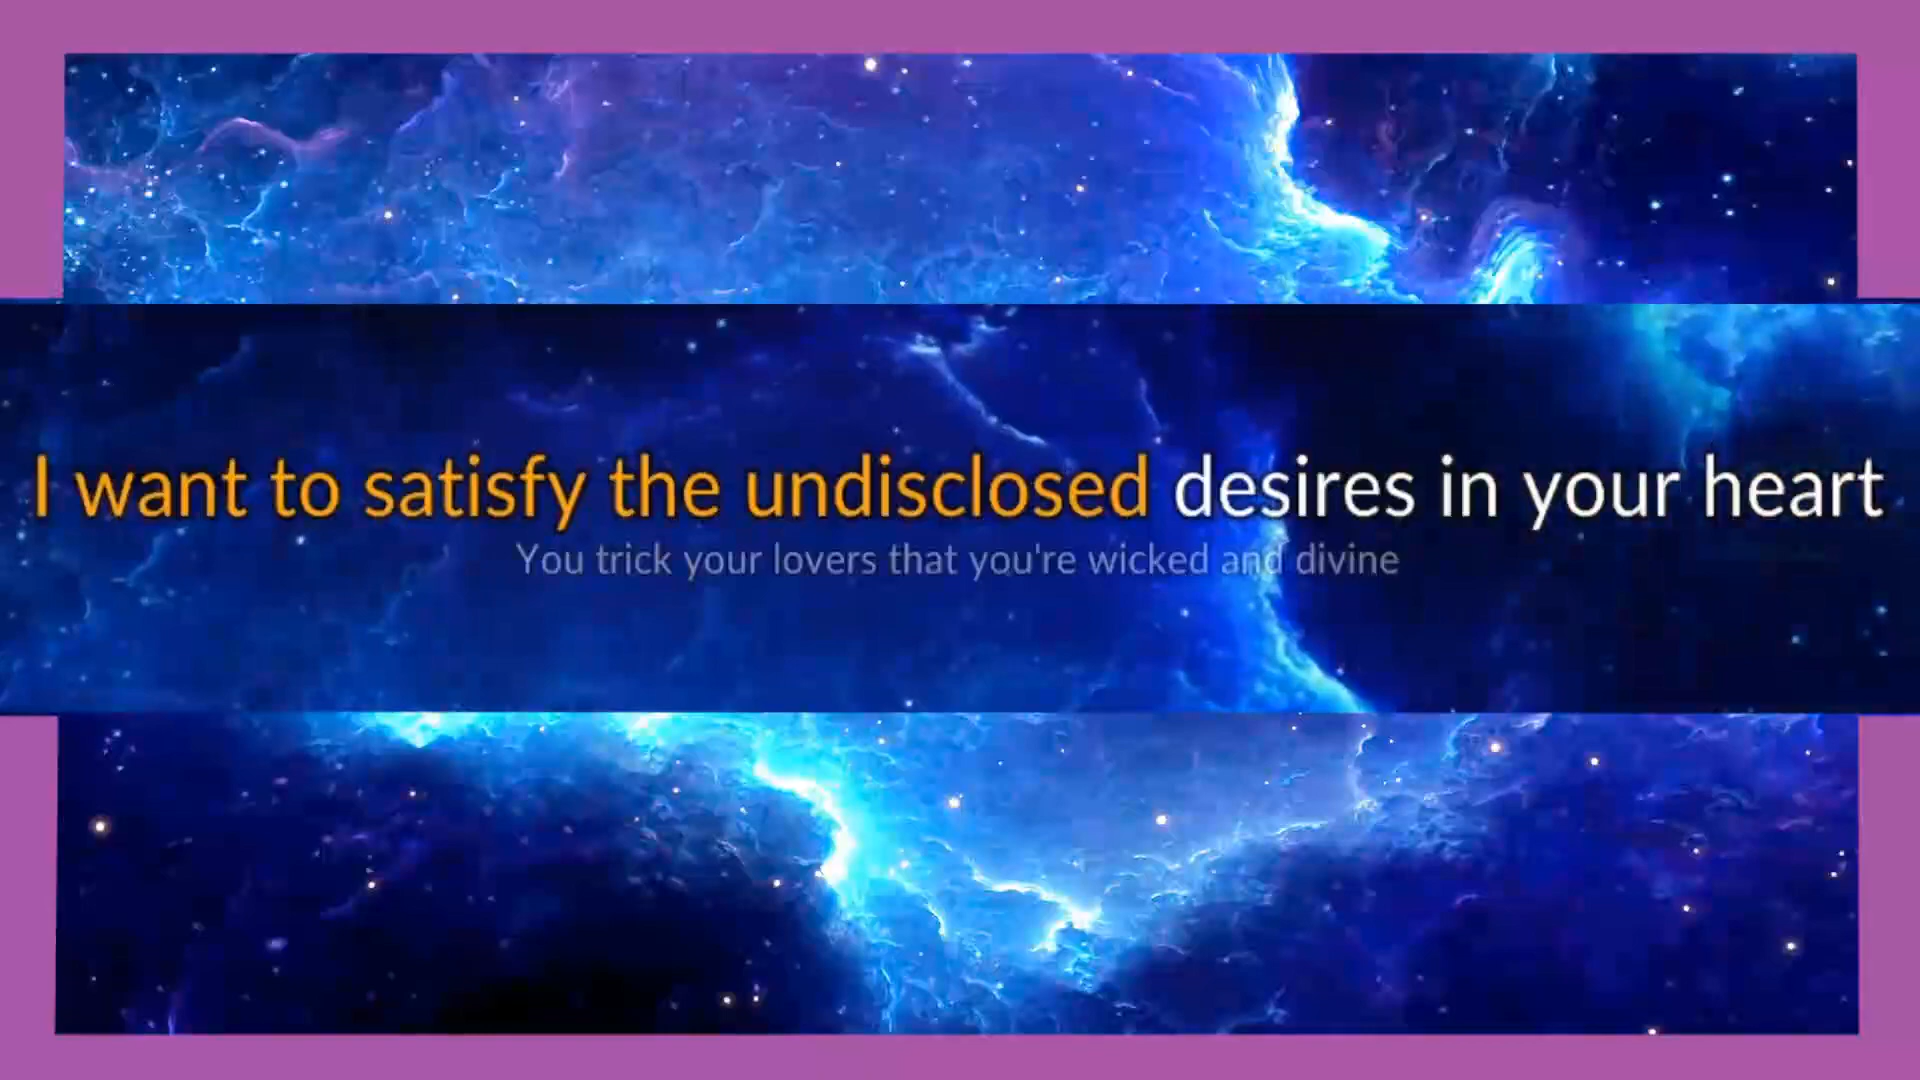 I want to satisfy the undisclosed desires in your heart
You trick your lovers that you're wicked and divine